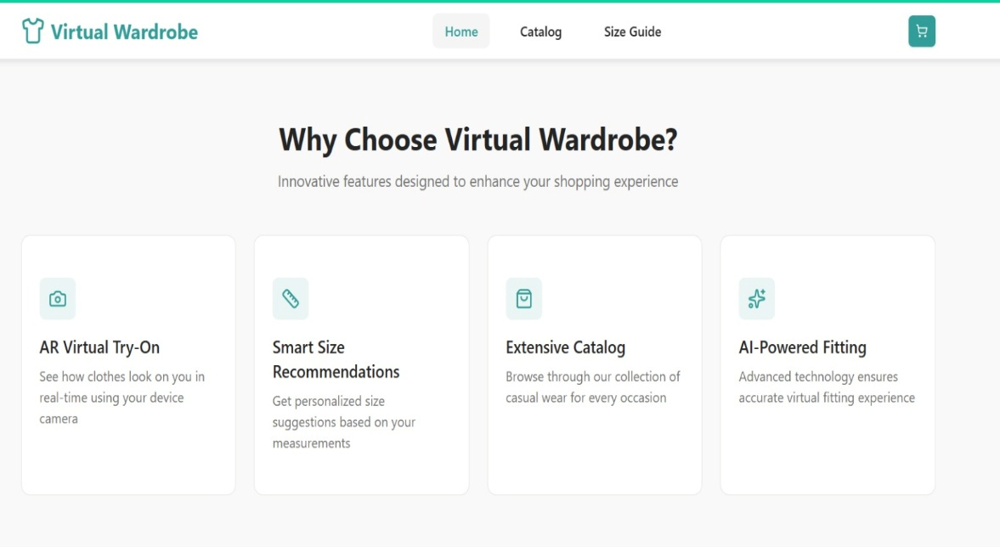 Virtual Wardrobe
Home
Catalog
Size Guide
Why Choose Virtual Wardrobe?
Innovative features designed to enhance your shopping experience
AR Virtual Try-On
See how clothes look on you in
real-time using your device
camera
Smart Size
Recommendations
Get personalized size
suggestions based on your
measurements
Extensive Catalog
Browse through our collection of
casual wear for every occasion
AI-Powered Fitting
Advanced technology ensures
accurate virtual fitting experience